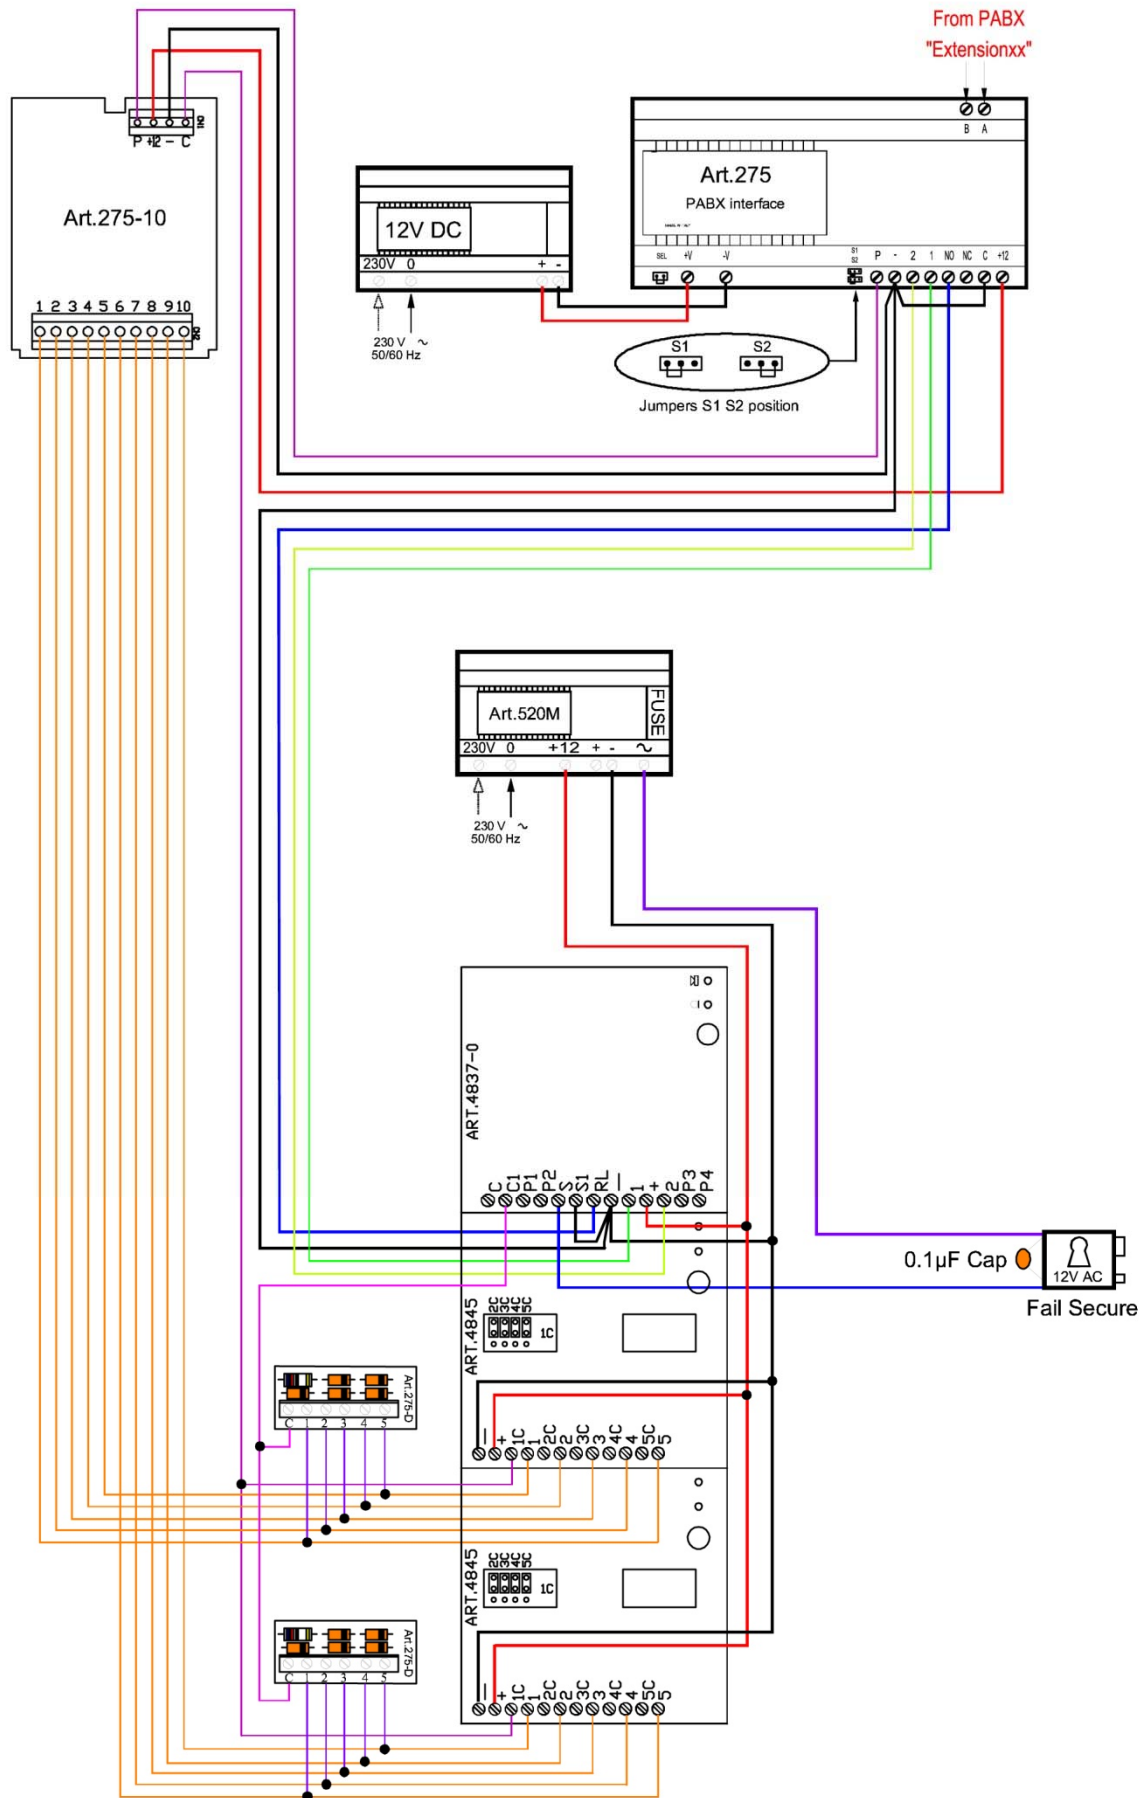 From PABX
"Extensionxx"
B A
P +12 - C
CN1
Art.275-10
1 2 3 4 5 6 7 8 9 10
CN2
12V DC
230V 0 + -
230 V ~
50/60 Hz
Art.275
PABX interface
SEL +V -V S1 P - 2 1 NO NC C +12
S2
S1 S2
Jumpers S1 S2 position
Art.520M
FUSE
230V 0 +12 + - ~
230 V ~
50/60 Hz
ART.4837-0
C C1 P1 P2 S S1 RL — 1 + 2 P3 P4
ART.4845
2C 3C 4C 5C
1C
0.1µF Cap
12V AC
Fail Secure
Art.275-D
C 1 2 3 4 5
— + 1C 1 2C 2 3C 3 4C 4 5C 5
ART.4845
2C 3C 4C 5C
1C
Art.275-D
C 1 2 3 4 5
— + 1C 1 2C 2 3C 3 4C 4 5C 5